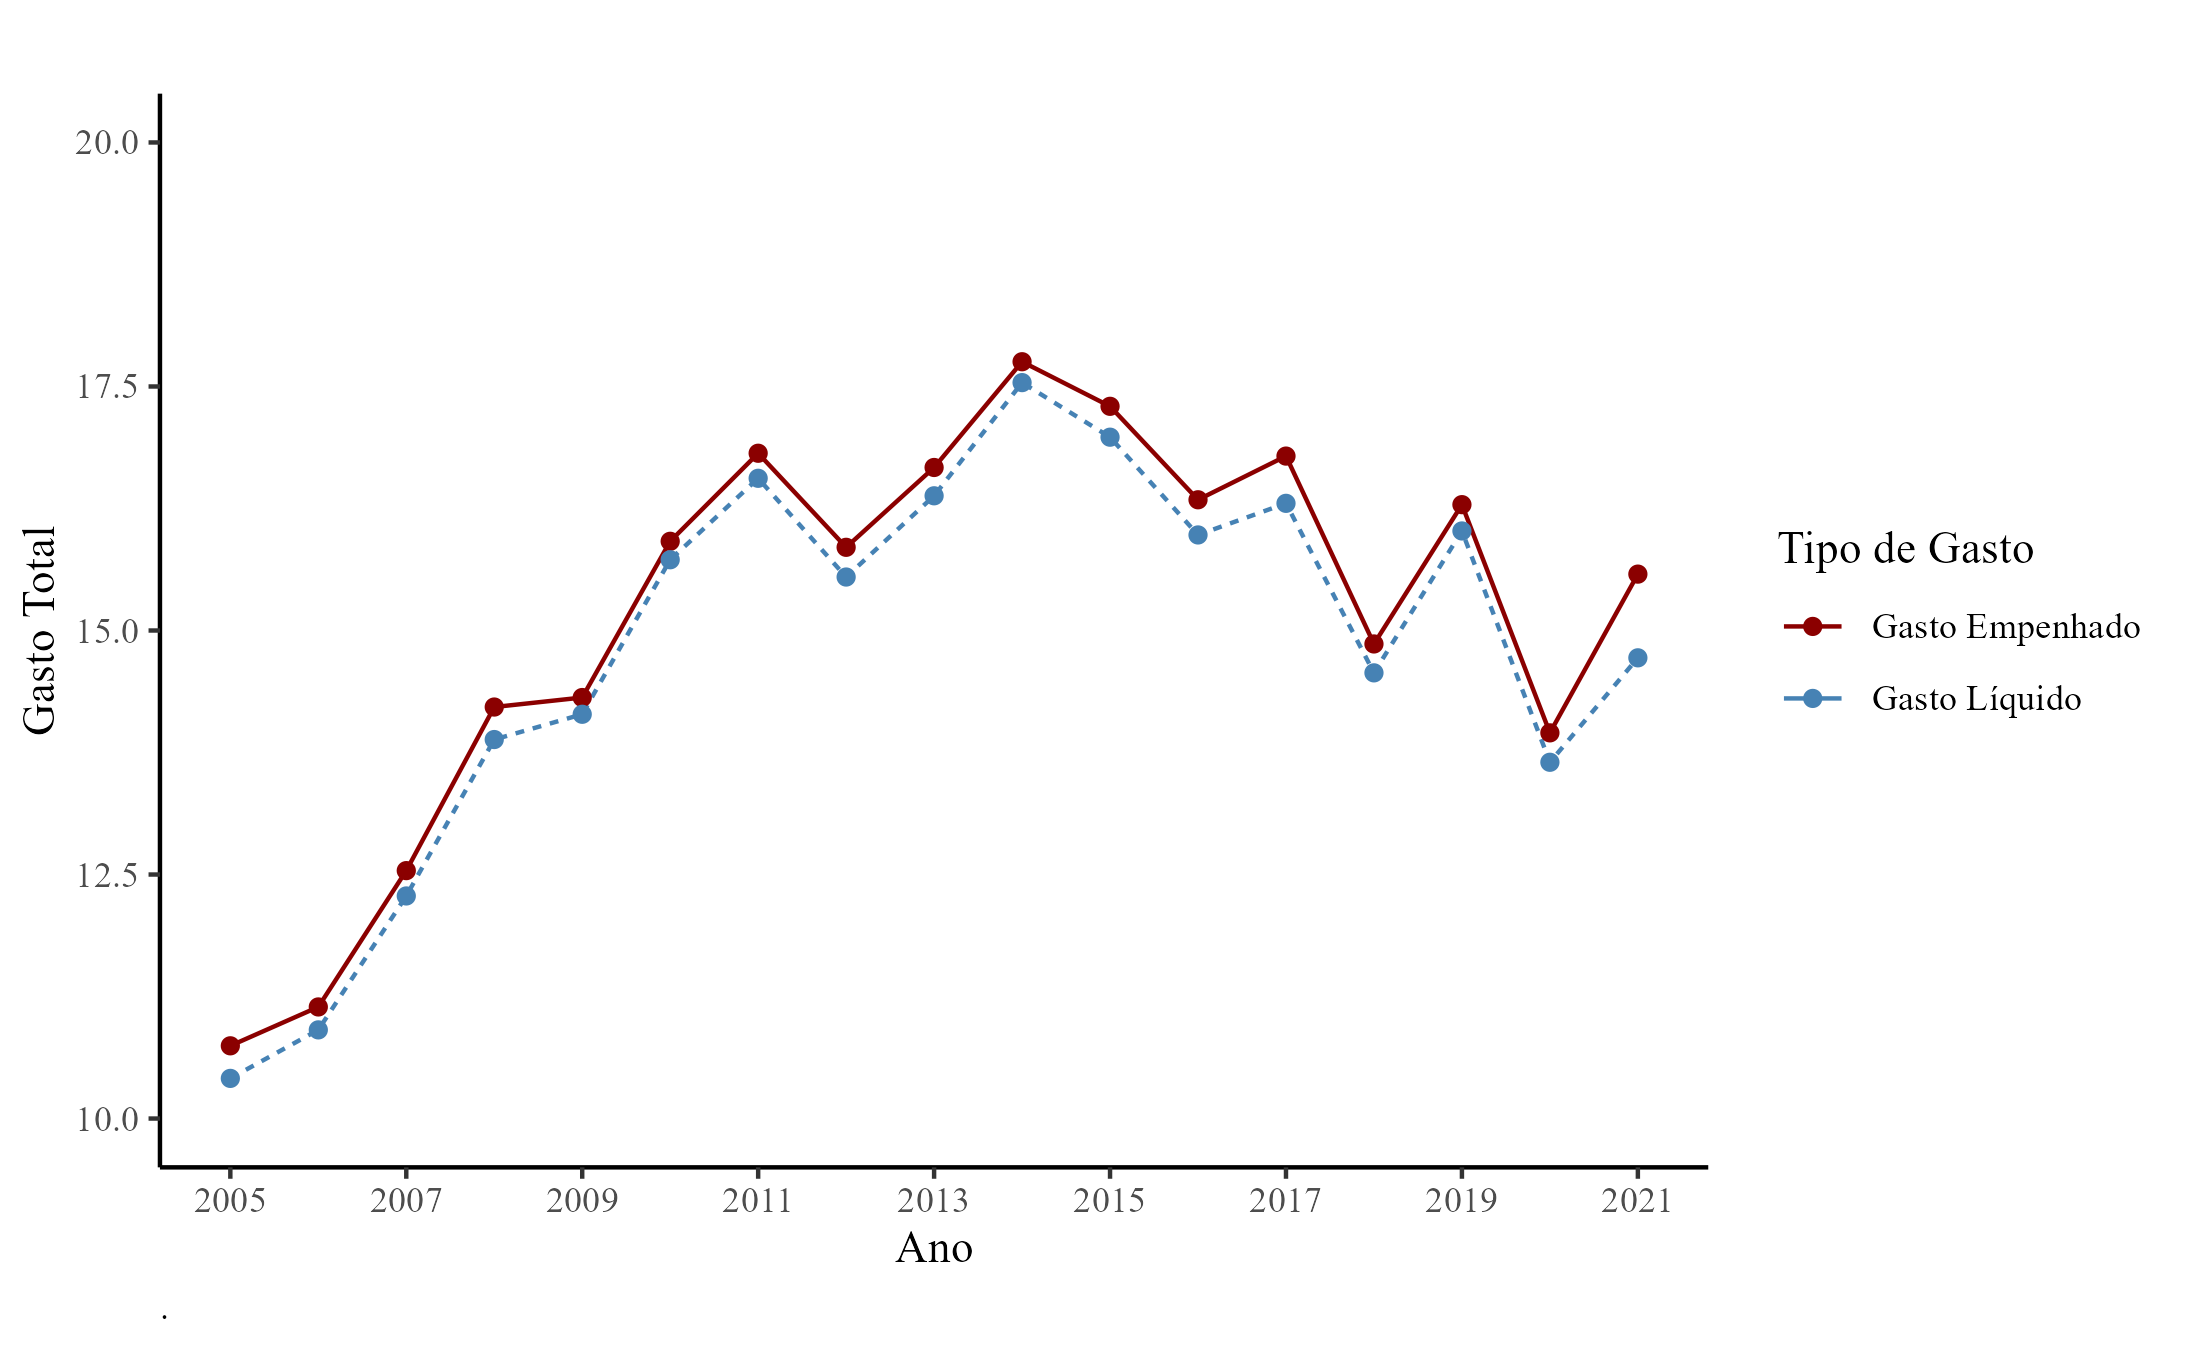 20.0
17.5
15.0
12.5
10.0
Gasto Total
2005 2007 2009 2011 2013 2015 2017 2019 2021
Ano
Tipo de Gasto
Gasto Empenhado
Gasto Líquido
.